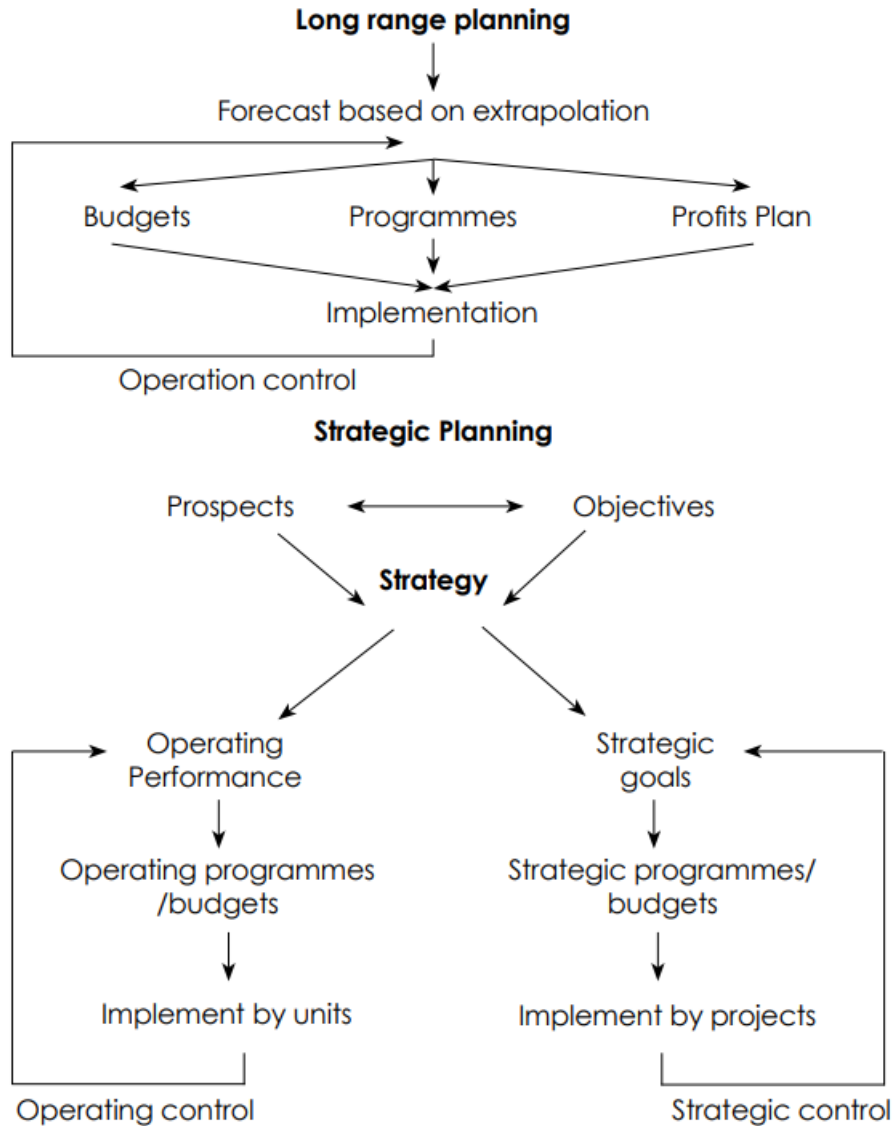 Long range planning
Forecast based on extrapolation
Budgets
Programmes
Profits Plan
Implementation
Operation control
Strategic Planning
Prospects
Objectives
Strategy
Operating
Performance
Strategic
goals
Operating programmes
/budgets
Strategic programmes/
budgets
Implement by units
Implement by projects
Operating control
Strategic control